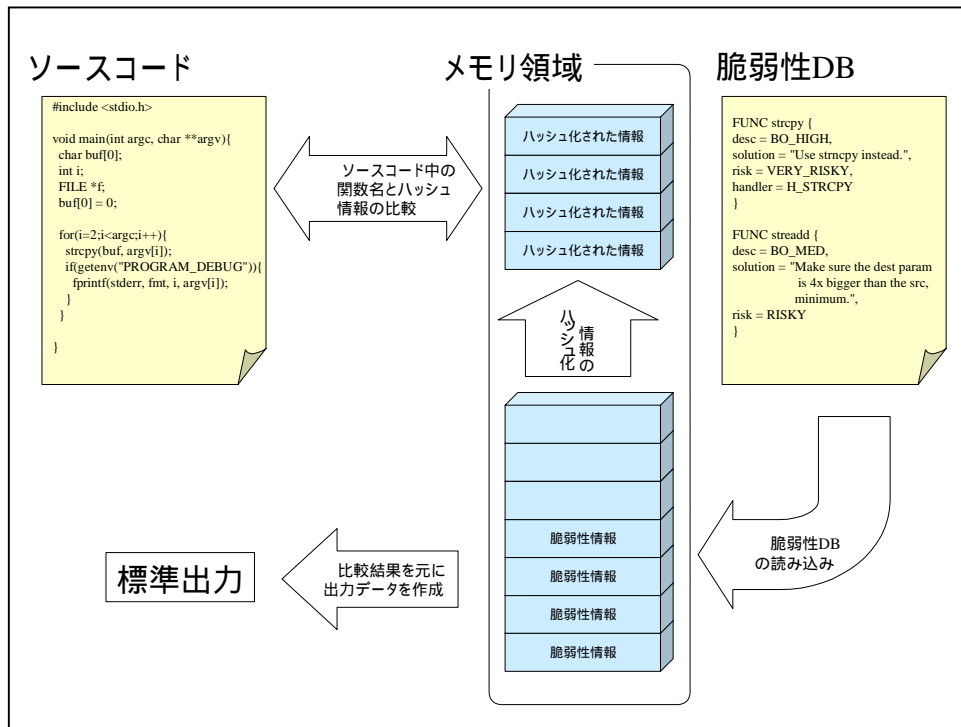 ソースコード
メモリ領域
脆弱性DB
#include <stdio.h>
void main(int argc, char **argv){
char buf[0];
int i;
FILE *f;
buf[0] = 0;
for(i=2;i<argc;i++){
strcpy(buf, argv[i]);
if(getenv("PROGRAM_DEBUG")){
fprintf(stderr, fmt, i, argv[i]);
}
}
}
ソースコード中の
関数名とハッシュ
情報の比較
ハッシュ化された情報
ハッシュ化された情報
ハッシュ化された情報
ハッシュ化された情報
FUNC strcpy {
desc = BO_HIGH,
solution = "Use strncpy instead.",
risk = VERY_RISKY,
handler = H_STRCPY
}
FUNC streadd {
desc = BO_MED,
solution = "Make sure the dest param
is 4x bigger than the src,
minimum.",
risk = RISKY
}
情報の
ハッシュ化
脆弱性情報
脆弱性情報
脆弱性情報
脆弱性情報
脆弱性DB
の読み込み
比較結果を元に
出力データを作成
標準出力